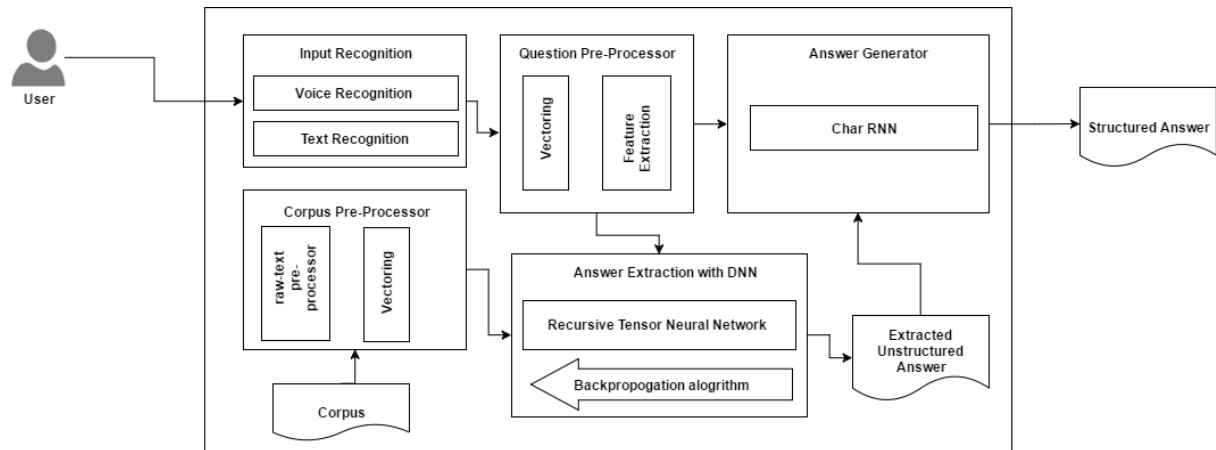 User
Input Recognition
Voice Recognition
Text Recognition
Question Pre-Processor
Vectoring
Feature
Extraction
Answer Generator
Char RNN
Structured Answer
Corpus Pre-Processor
raw-text
pre-
processor
Vectoring
Corpus
Answer Extraction with DNN
Recursive Tensor Neural Network
Backpropogation alogrithm
Extracted
Unstructured
Answer